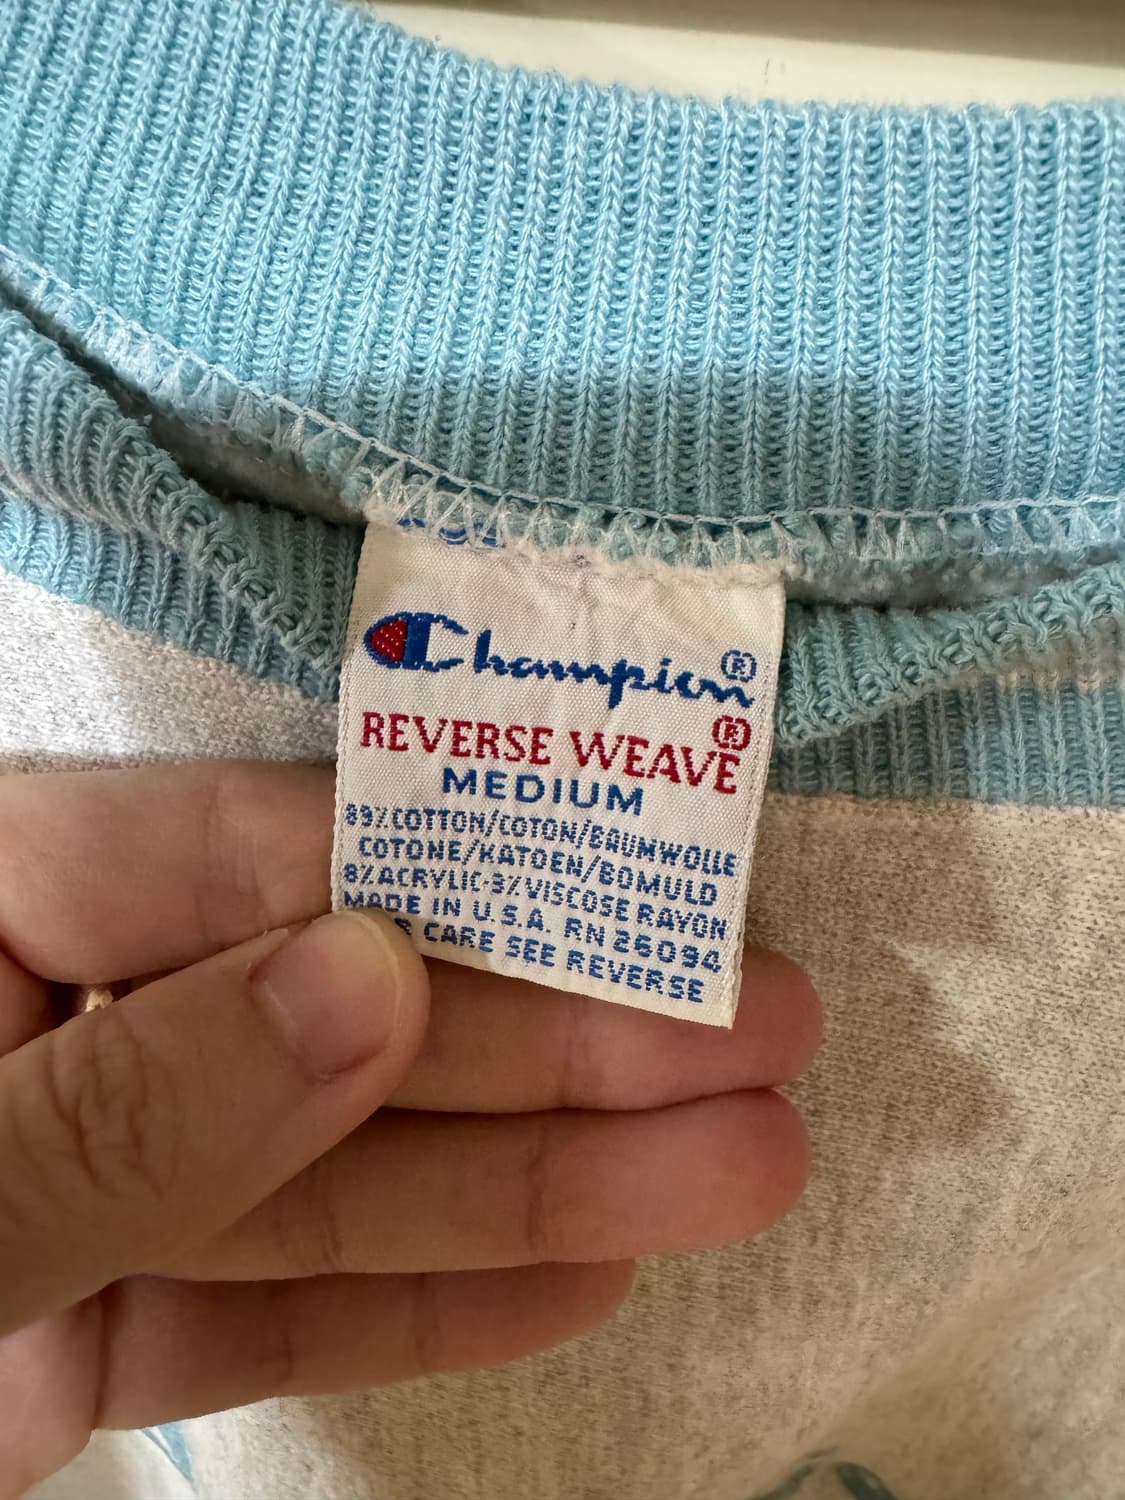 Champion®
REVERSE WEAVE®
MEDIUM
89% COTTON/COTON/BAUMWOLLE
COTONE/KATOEN/BOMULD
8% ACRYLIC·3% VISCOSE RAYON
MADE IN U.S.A. RN 26094
CARE SEE REVERSE